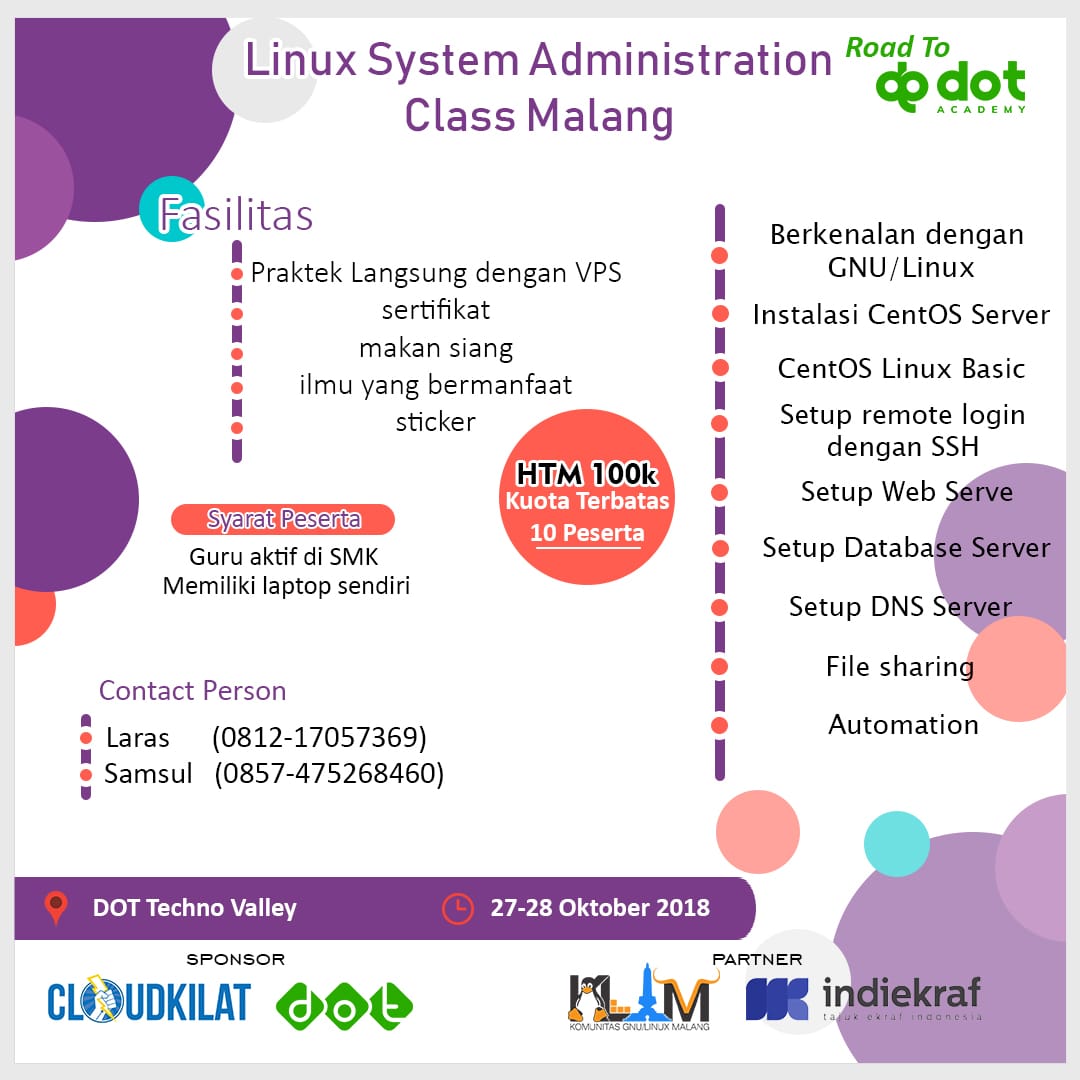 Linux System Administration
Class Malang
Road To
dot
ACADEMY
Fasilitas
Praktek Langsung dengan VPS
sertifikat
makan siang
ilmu yang bermanfaat
sticker
HTM 100k
Kuota Terbatas
10 Peserta
Syarat Peserta
Guru aktif di SMK
Memiliki laptop sendiri
Contact Person
Laras (0812-17057369)
Samsul (0857-475268460)
Berkenalan dengan
GNU/Linux
Instalasi CentOS Server
CentOS Linux Basic
Setup remote login
dengan SSH
Setup Web Serve
Setup Database Server
Setup DNS Server
File sharing
Automation
DOT Techno Valley
27-28 Oktober 2018
SPONSOR
CLOUDKILAT
dot
PARTNER
KLIM
KOMUNITAS GNU/LINUX MALANG
indiekraf
tajuk ekraf indonesia